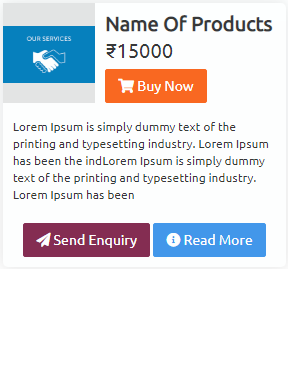 OUR SERVICES
Name Of Products
₹15000
Buy Now
Lorem Ipsum is simply dummy text of the
printing and typesetting industry. Lorem Ipsum
has been the indLorem Ipsum is simply dummy
text of the printing and typesetting industry.
Lorem Ipsum has been
Send Enquiry
Read More